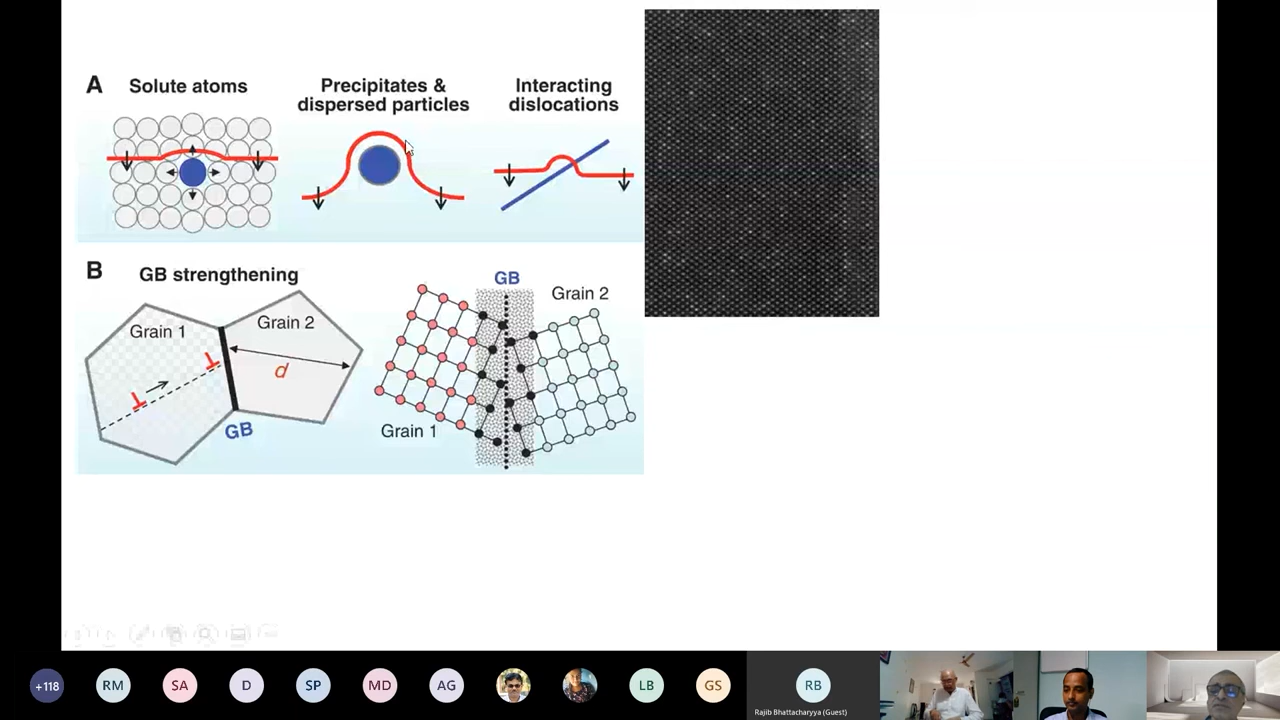 A
Solute atoms
Precipitates &
dispersed particles
Interacting
dislocations
B
GB strengthening
Grain 1
Grain 2
d
GB
GB
Grain 2
Grain 1
+118
RM
SA
D
SP
MD
AG
LB
GS
RB
Rajib Bhattacharyya (Guest)